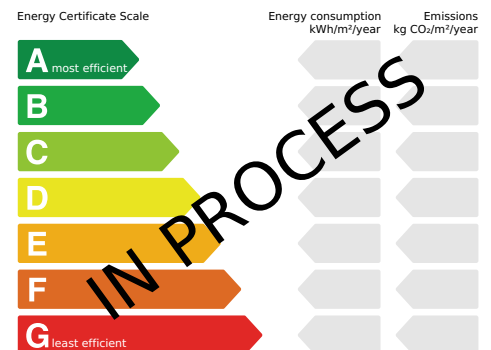 Energy Certificate Scale
Energy consumption
kWh/m²/year
Emissions
kg CO₂/m²/year
A most efficient
B
C
D
E
F
G least efficient
IN PROCESS